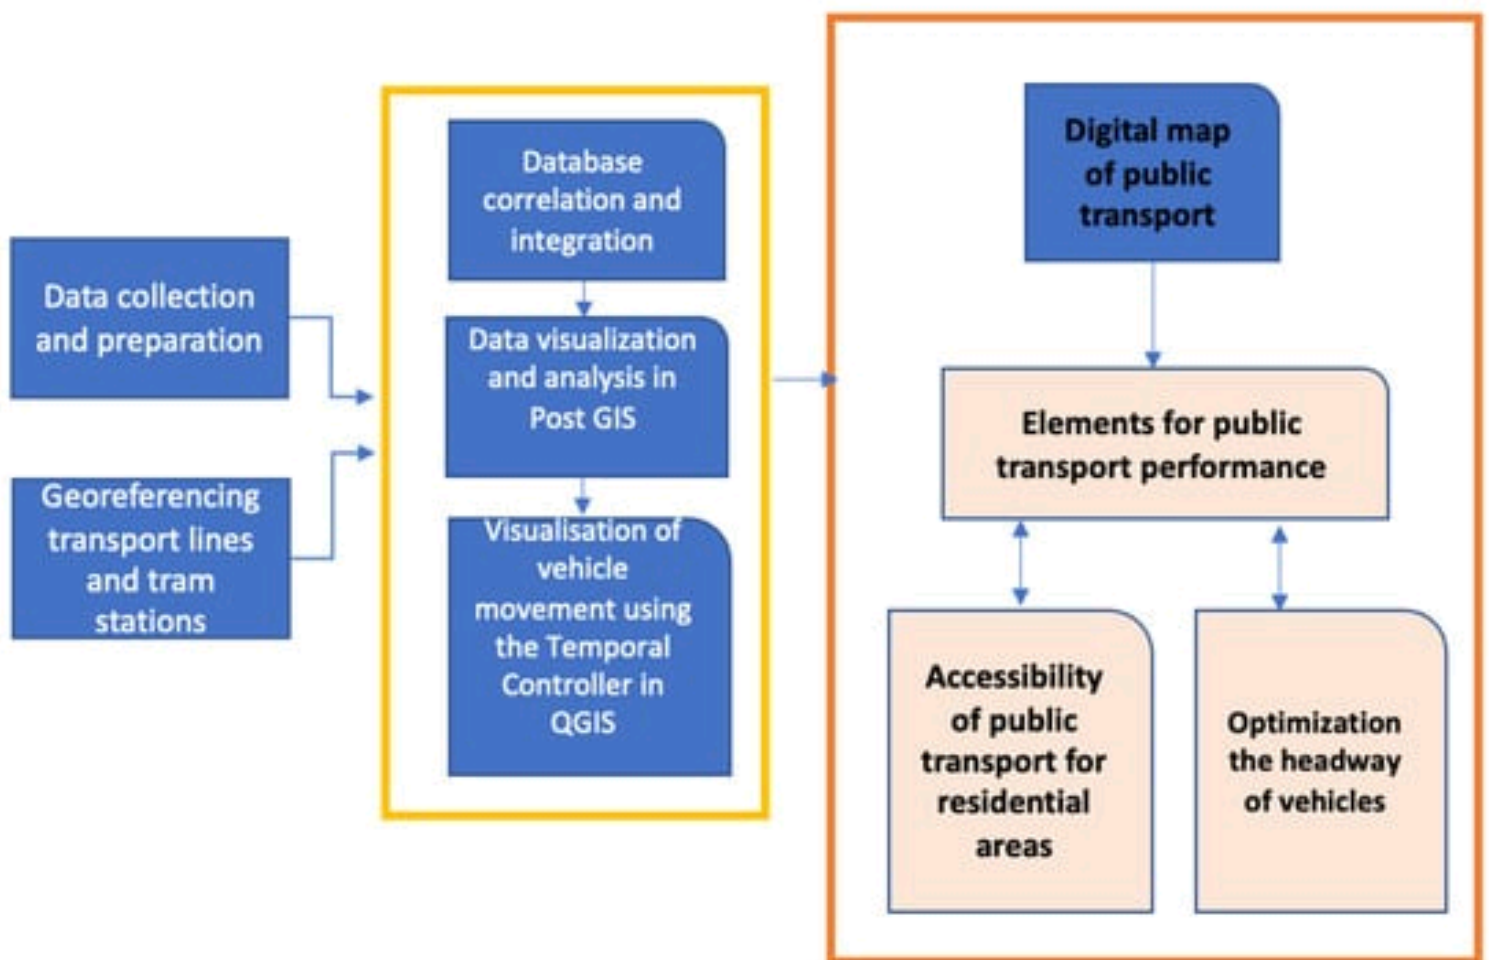 Data collection
and preparation
Georeferencing
transport lines
and tram
stations
Database
correlation and
integration
Data visualization
and analysis in
Post GIS
Visualisation of
vehicle
movement using
the Temporal
Controller in
QGIS
Digital map
of public
transport
Elements for public
transport performance
Accessibility
of public
transport for
residential
areas
Optimization
the headway
of vehicles